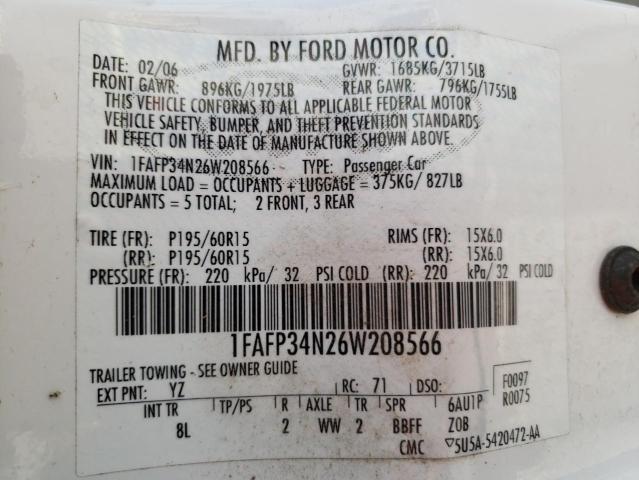 MFD. BY FORD MOTOR CO.
DATE: 02/06 GVWR: 1685KG/3715LB
FRONT GAWR: 896KG/1975LB REAR GAWR: 796KG/1755LB
THIS VEHICLE CONFORMS TO ALL APPLICABLE FEDERAL MOTOR
VEHICLE SAFETY, BUMPER, AND THEFT PREVENTION STANDARDS
IN EFFECT ON THE DATE OF MANUFACTURE SHOWN ABOVE.
VIN: 1FAFP34N26W208566 TYPE: Passenger Car
MAXIMUM LOAD = OCCUPANTS + LUGGAGE = 375KG/ 827LB
OCCUPANTS = 5 TOTAL; 2 FRONT, 3 REAR
TIRE (FR): P195/60R15 RIMS (FR): 15X6.0
(RR): P195/60R15 (RR): 15X6.0
PRESSURE (FR): 220 kPa/ 32 PSI COLD (RR): 220 kPa/ 32 PSI COLD
1FAFP34N26W208566
TRAILER TOWING - SEE OWNER GUIDE
EXT PNT: YZ RC: 71 DSO: F0097
R0075
INT TR TP/PS R AXLE TR SPR 6AU1P
8L 2 WW 2 BBFF Z0B
CMC 5U5A-5420472-AA